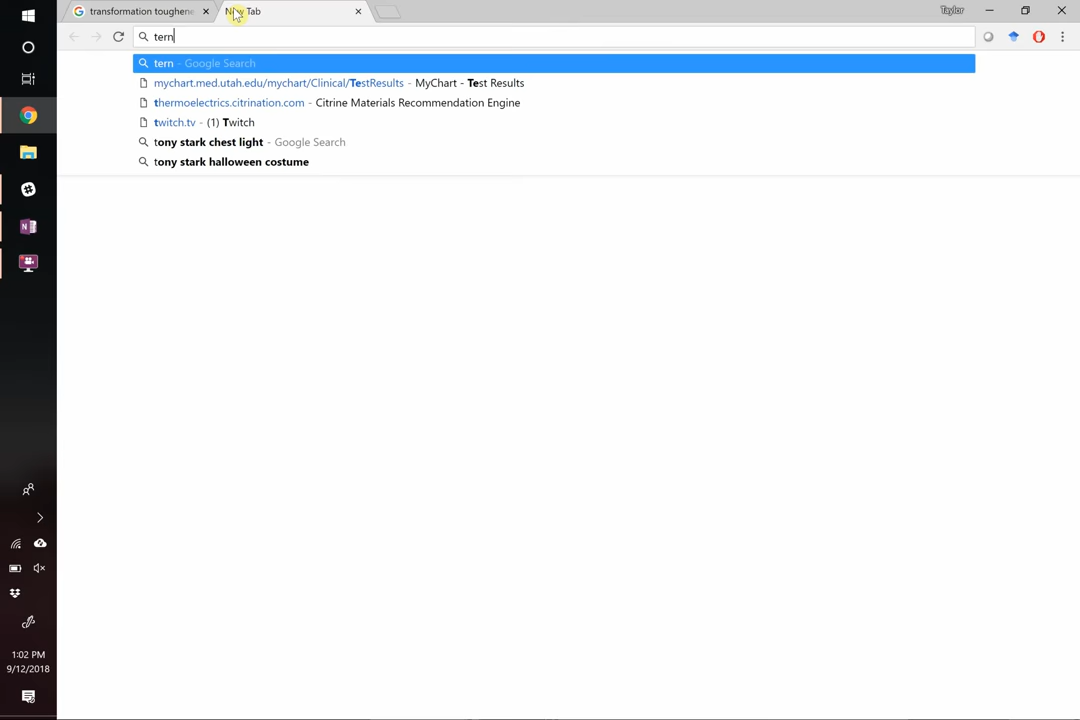 transformation toughene
New Tab
Taylor
tern
tern - Google Search
mychart.med.utah.edu/mychart/Clinical/TestResults - MyChart - Test Results
thermoelectrics.citrination.com - Citrine Materials Recommendation Engine
twitch.tv - (1) Twitch
tony stark chest light - Google Search
tony stark halloween costume
1:02 PM
9/12/2018